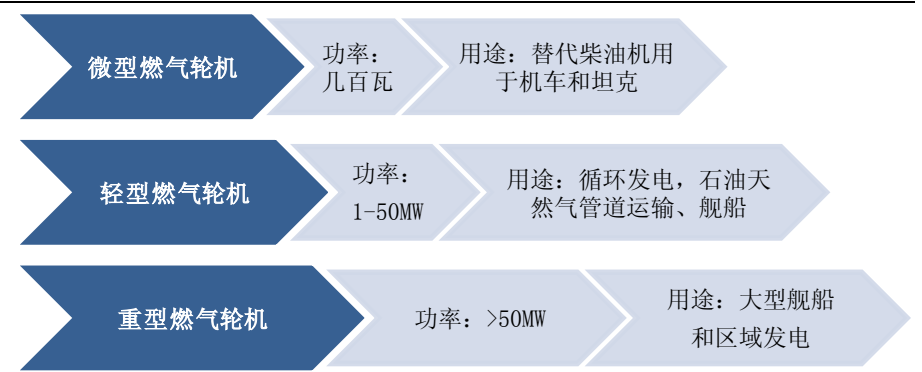 微型燃气轮机
功率：
几百瓦
用途：替代柴油机用
于机车和坦克
轻型燃气轮机
功率：
1-50MW
用途：循环发电，石油天
然气管道运输、舰船
重型燃气轮机
功率：>50MW
用途：大型舰船
和区域发电